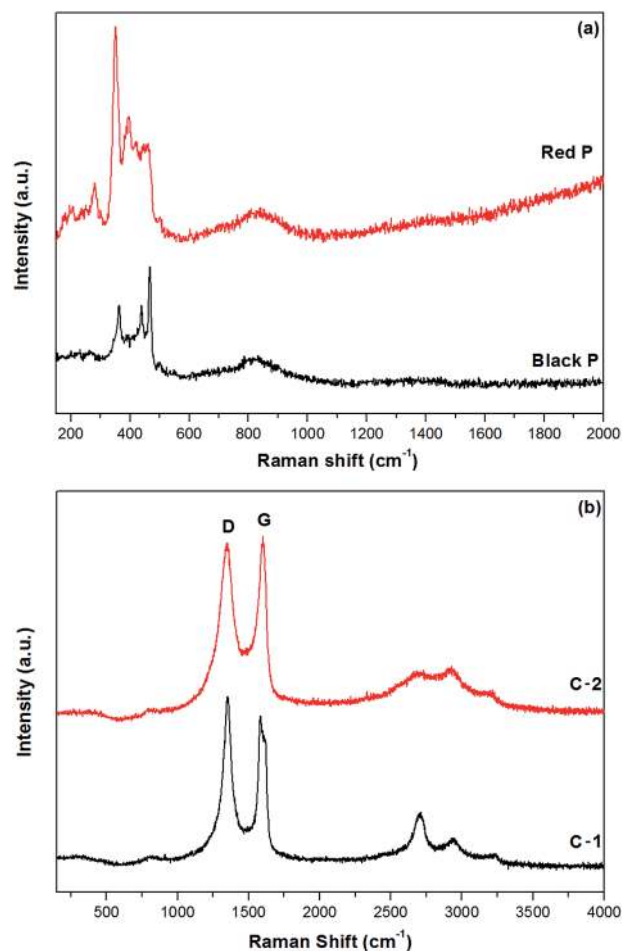 (a)
Intensity (a.u.)
Red P
Black P
200 400 600 800 1000 1200 1400 1600 1800 2000
Raman shift (cm⁻¹)
(b)
Intensity (a.u.)
D G
C-2
C-1
500 1000 1500 2000 2500 3000 3500 4000
Raman Shift (cm⁻¹)